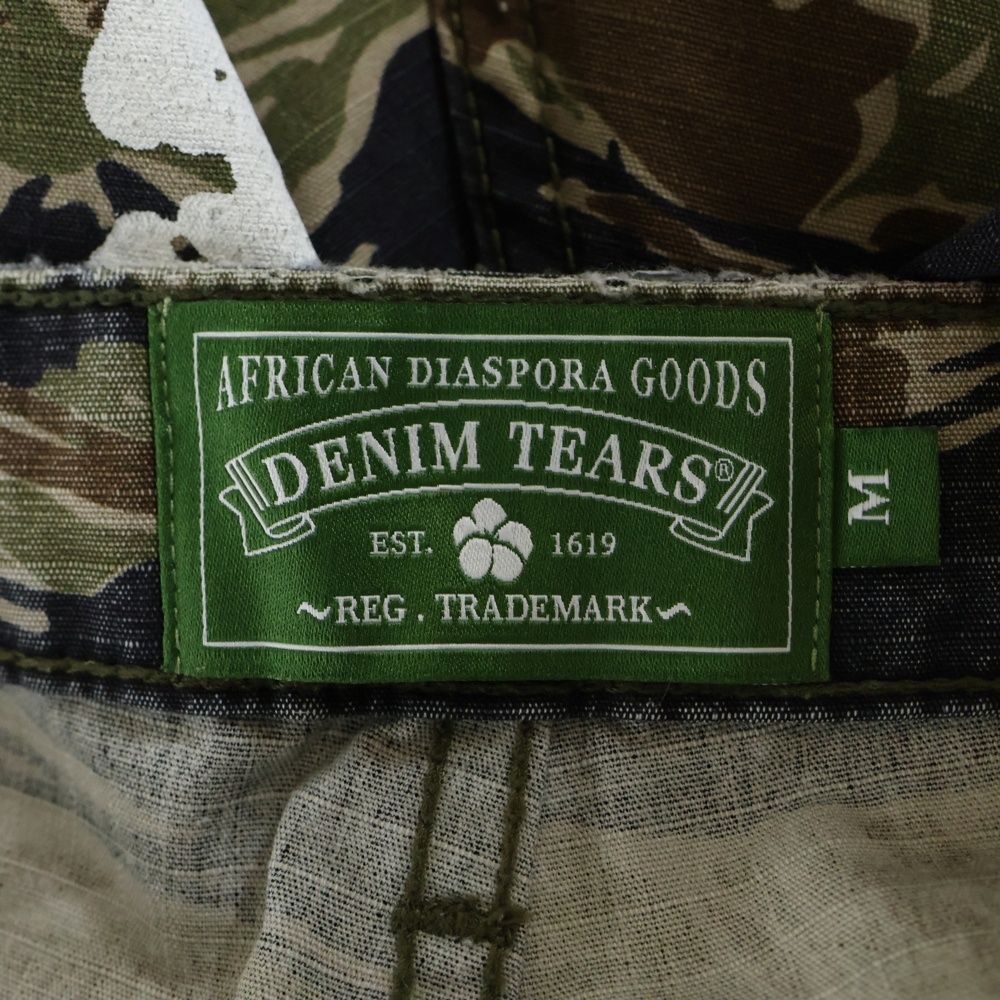 AFRICAN DIASPORA GOODS
DENIM TEARS®
EST. 1619
REG. TRADEMARK
M